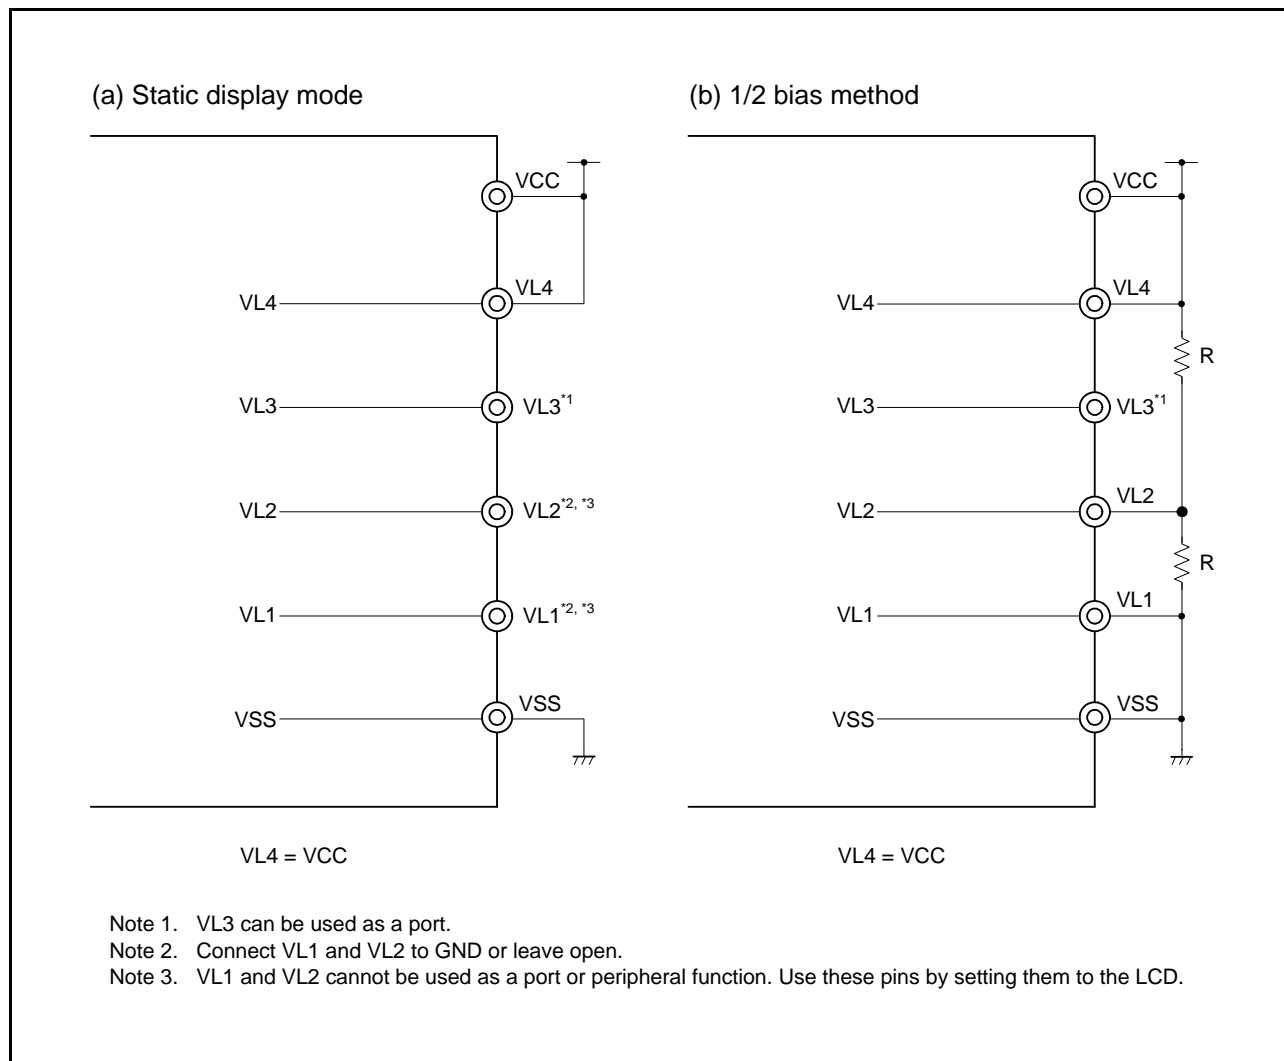 (a) Static display mode
VCC
VL4
VL4
VL3
VL3*1
VL2
VL2*2, *3
VL1
VL1*2, *3
VSS
VSS
VL4 = VCC
(b) 1/2 bias method
VCC
VL4
VL4
R
VL3
VL3*1
VL2
VL2
R
VL1
VL1
VSS
VSS
VL4 = VCC
Note 1. VL3 can be used as a port.
Note 2. Connect VL1 and VL2 to GND or leave open.
Note 3. VL1 and VL2 cannot be used as a port or peripheral function. Use these pins by setting them to the LCD.